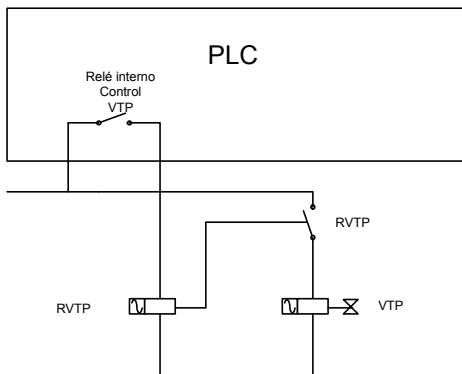 PLC
Relé interno
Control
VTP
RVTP
RVTP
VTP